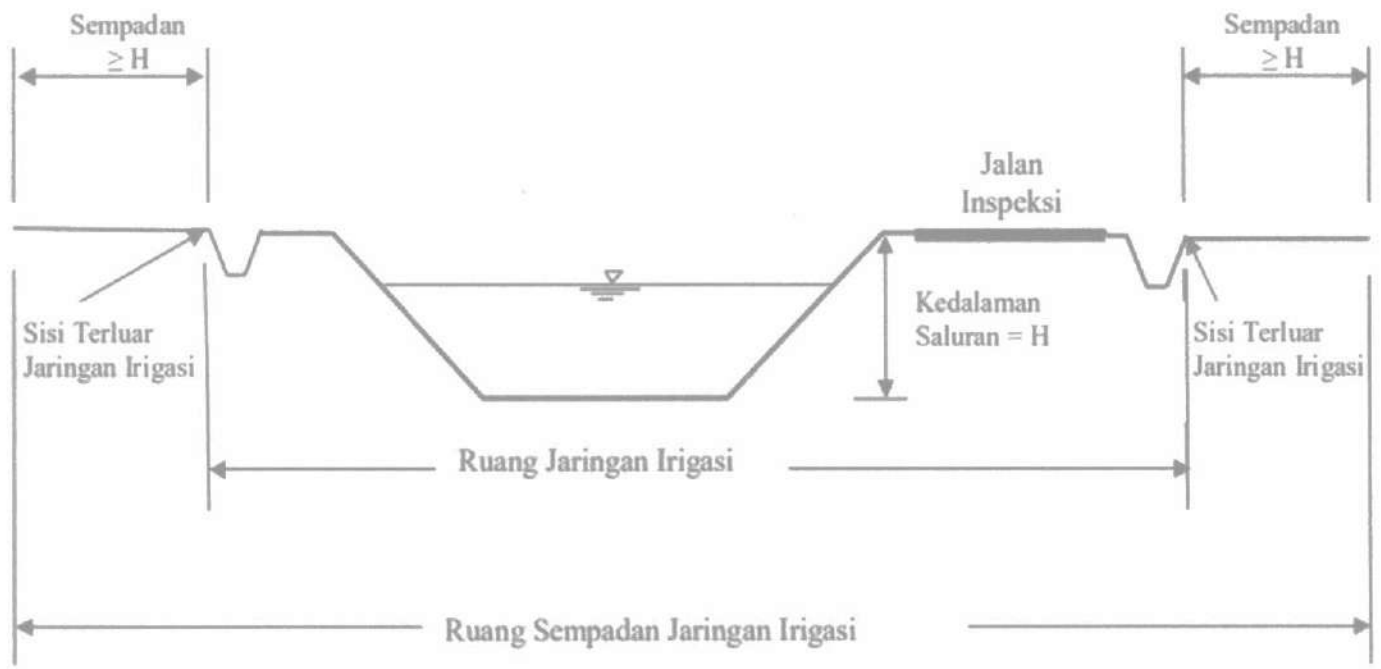 Sempadan
≥ H
Sempadan
≥ H
Jalan
Inspeksi
Sisi Terluar
Jaringan Irigasi
Kedalaman
Saluran = H
Sisi Terluar
Jaringan Irigasi
Ruang Jaringan Irigasi
Ruang Sempadan Jaringan Irigasi